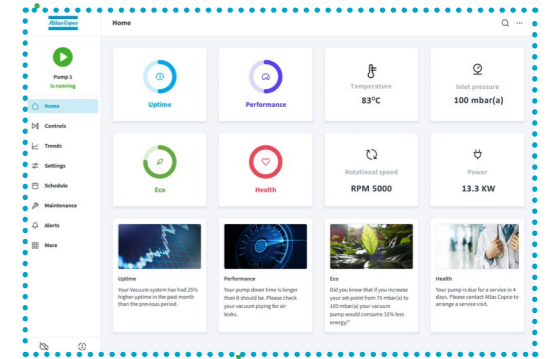 Atlas Copco
Home
Pump 1
is running
Home
Controls
Trends
Settings
Schedule
Maintenance
Alerts
More
Uptime
Performance
Temperature
83°C
Inlet pressure
100 mbar(a)
Eco
Health
Rotational speed
RPM 5000
Power
13.3 KW
Uptime
Your Vacuum system has had 25%
higher uptime in the past month
than the previous period.
Performance
Your pump down time is longer
than it should be. Please check
your vacuum piping for air
leaks.
Eco
Did you know that if you increase
your set-point from 75 mbar(a) to
100 mbar(a) your vacuum
pump would consume 32% less
energy!"
Health
Your pump is due for a service in 4
days. Please contact Atlas Copco to
arrange a service visit.